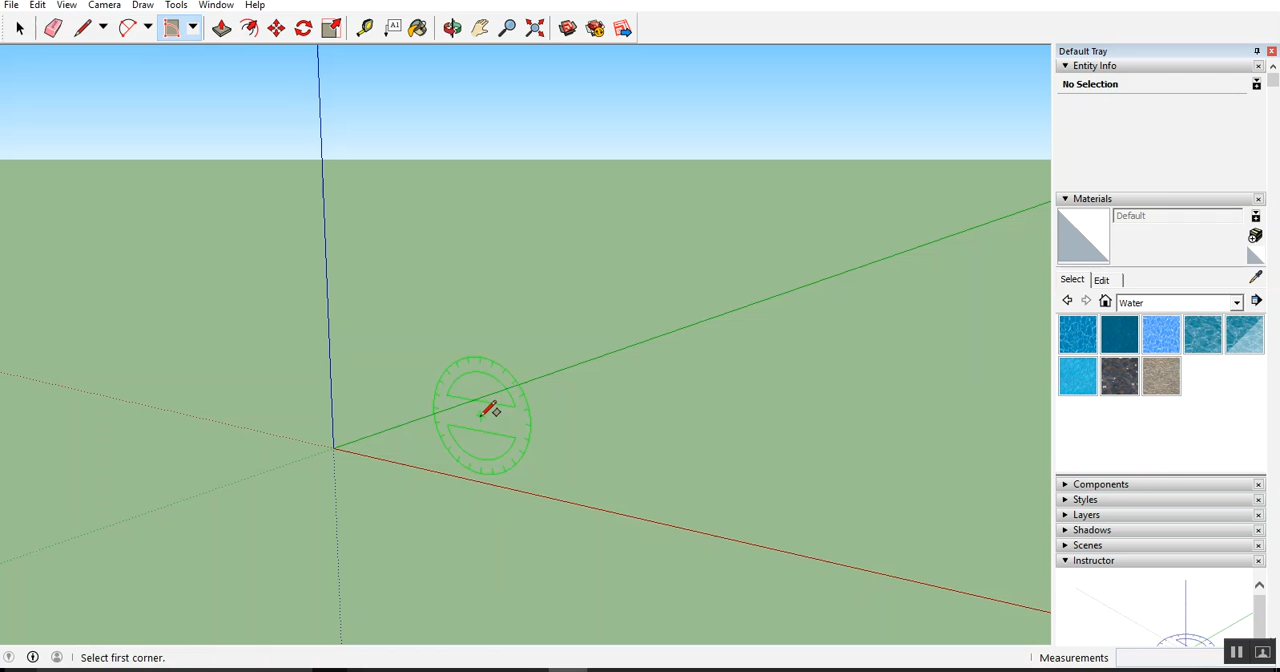 File Edit View Camera Draw Tools Window Help
A1
Default Tray
Entity Info
No Selection
Materials
Default
Select Edit
Water
Components
Styles
Layers
Shadows
Scenes
Instructor
Select first corner.
Measurements